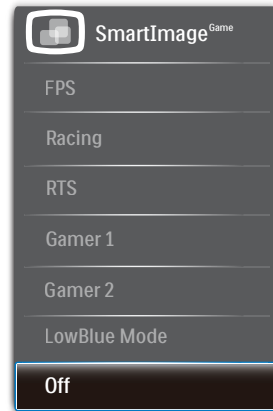 SmartImage Game
FPS
Racing
RTS
Gamer 1
Gamer 2
LowBlue Mode
Off